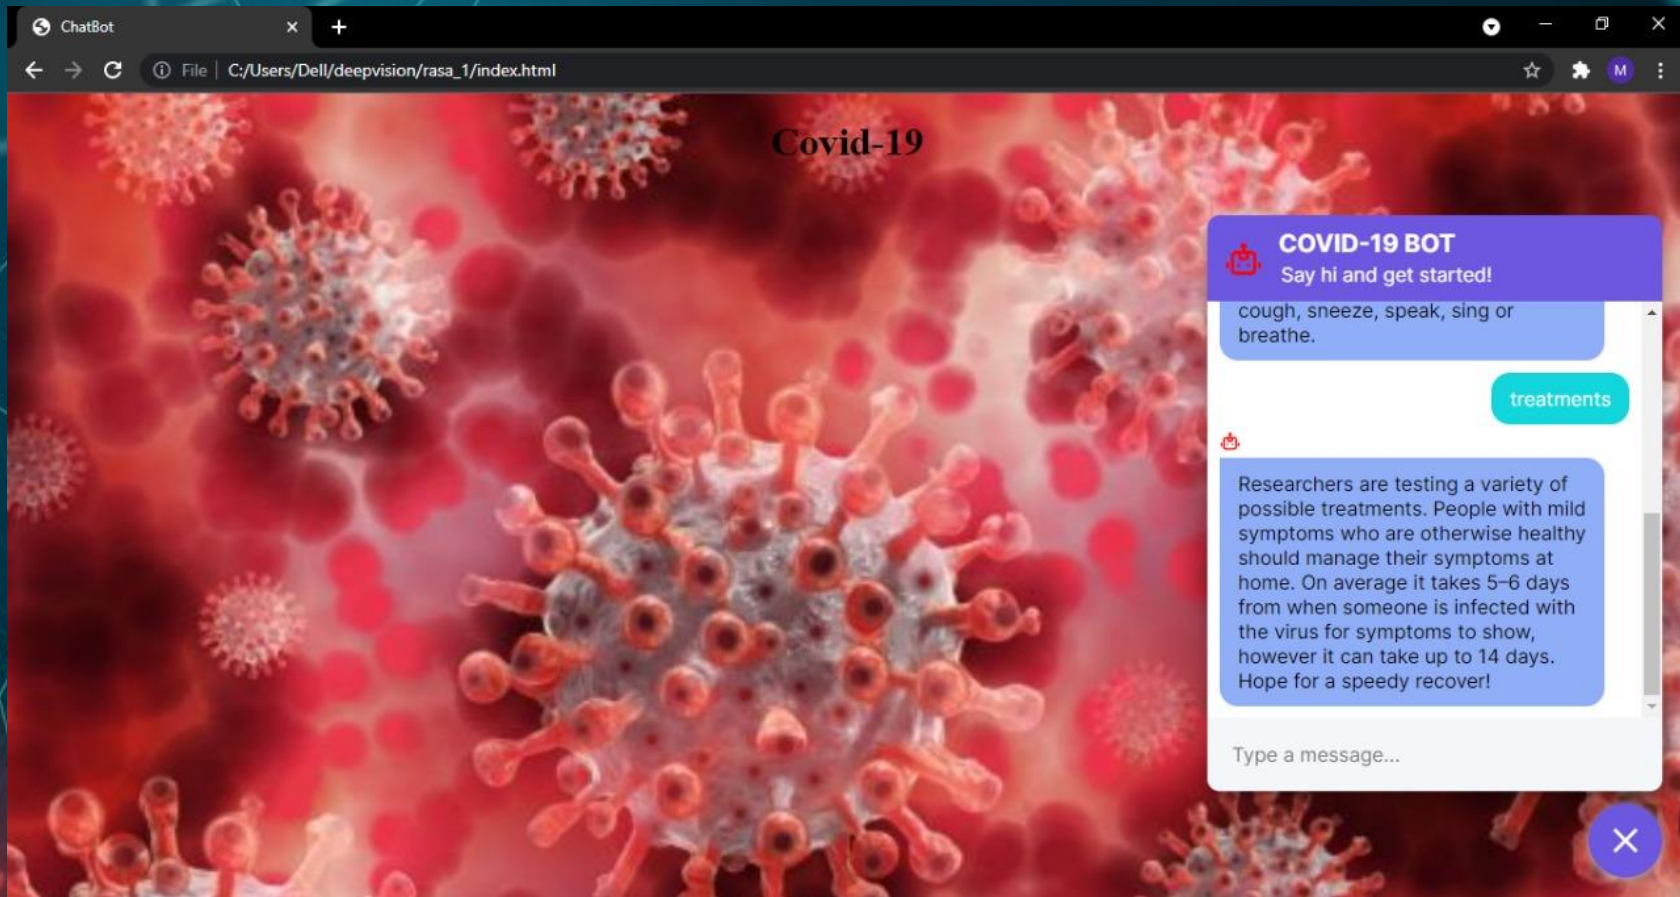 ChatBot
File | C:/Users/Dell/deepvision/rasa_1/index.html
M
Covid-19
COVID-19 BOT
Say hi and get started!
cough, sneeze, speak, sing or
breathe.
treatments
Researchers are testing a variety of
possible treatments. People with mild
symptoms who are otherwise healthy
should manage their symptoms at
home. On average it takes 5–6 days
from when someone is infected with
the virus for symptoms to show,
however it can take up to 14 days.
Hope for a speedy recover!
Type a message...